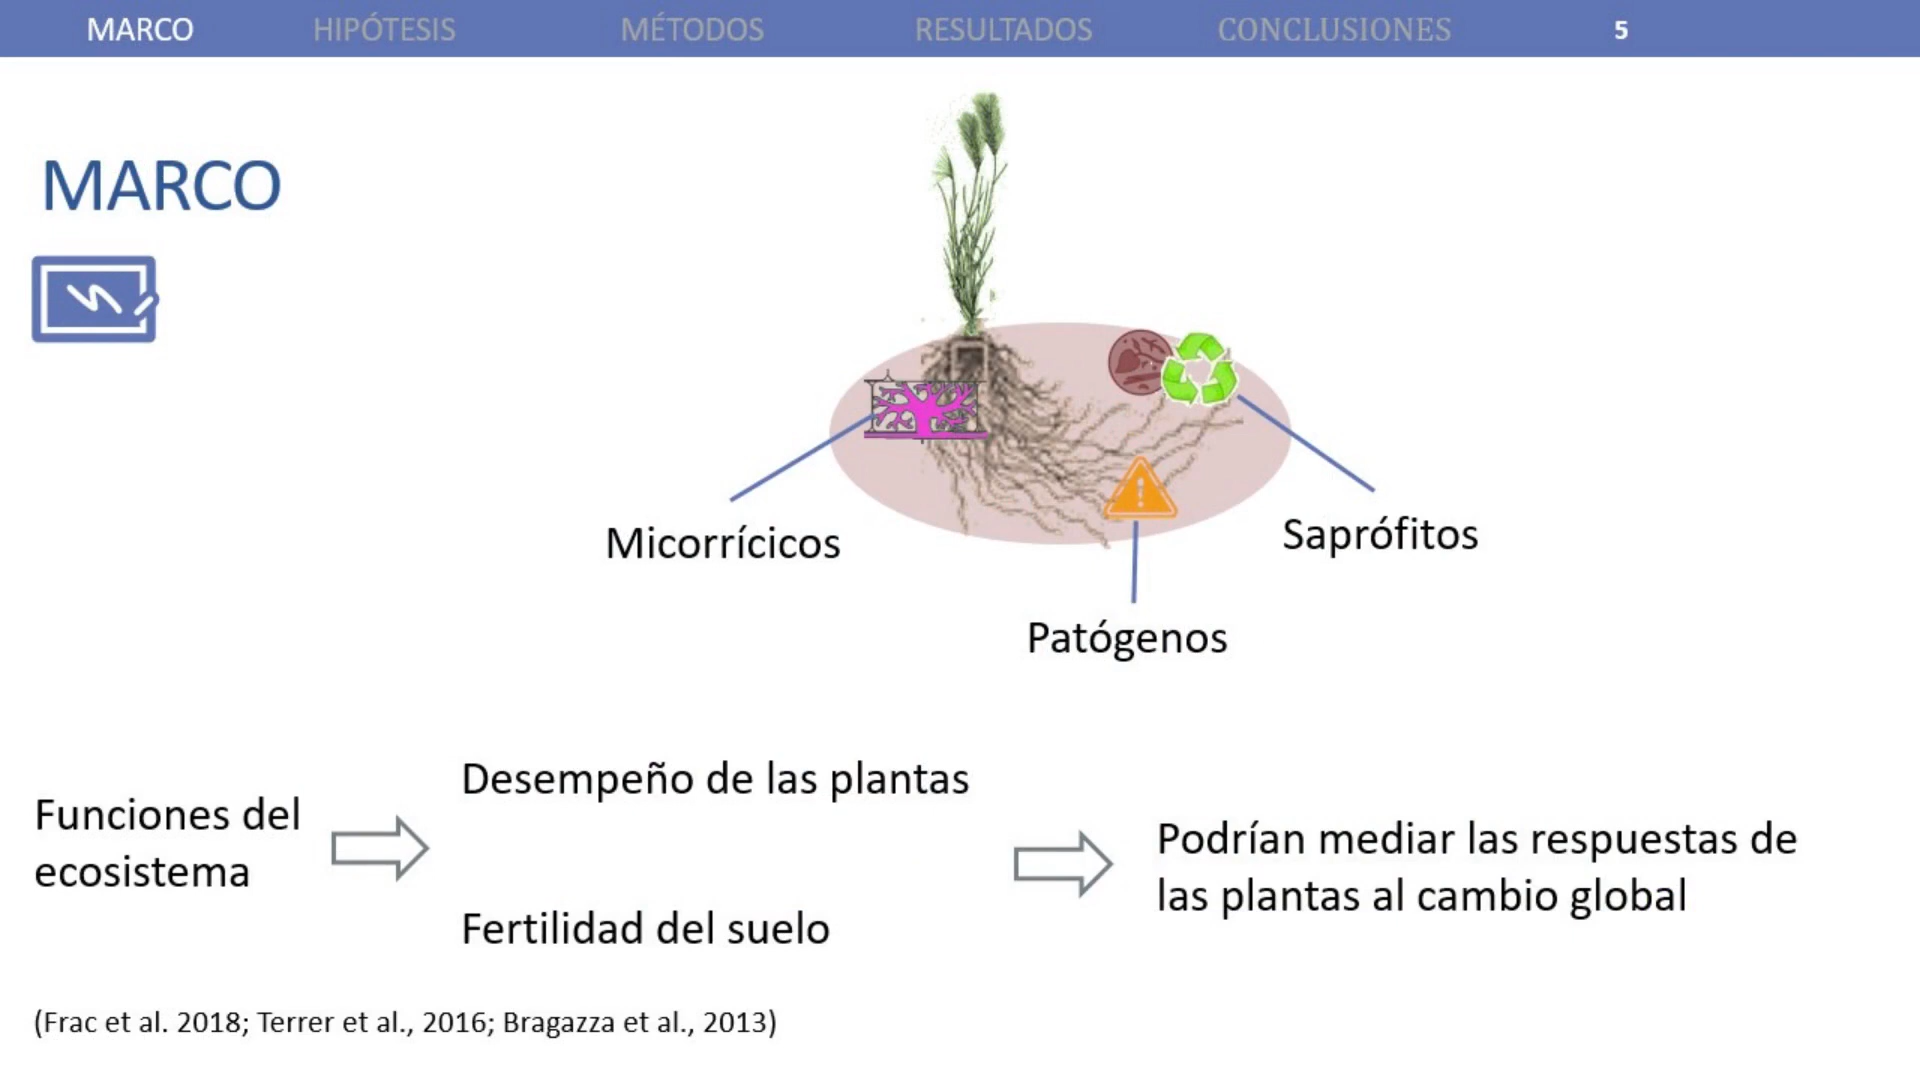 MARCO HIPÓTESIS MÉTODOS RESULTADOS CONCLUSIONES 5
MARCO
Micorrícicos
Saprófitos
Patógenos
Funciones del
ecosistema
Desempeño de las plantas
Fertilidad del suelo
Podrían mediar las respuestas de
las plantas al cambio global
(Frac et al. 2018; Terrer et al., 2016; Bragazza et al., 2013)